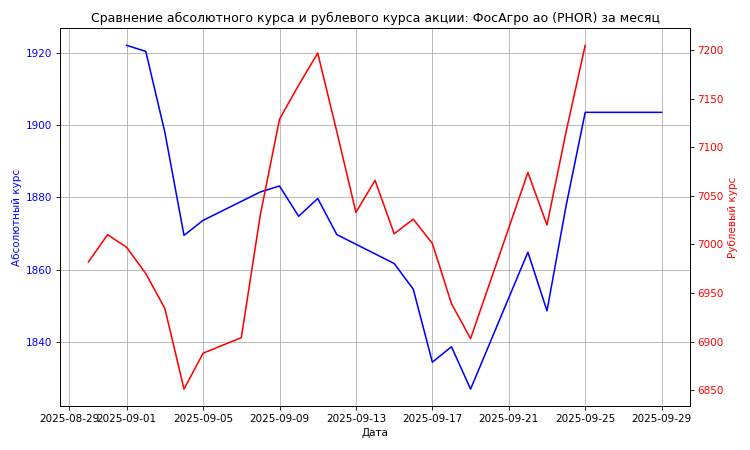 Сравнение абсолютного курса и рублевого курса акции: ФосАгро ао (PHOR) за месяц
1920
1900
1880
1860
1840
Абсолютный курс
7200
7150
7100
7050
7000
6950
6900
6850
Рублевый курс
2025-08-29 2025-09-01 2025-09-05 2025-09-09 2025-09-13 2025-09-17 2025-09-21 2025-09-25 2025-09-29
Дата